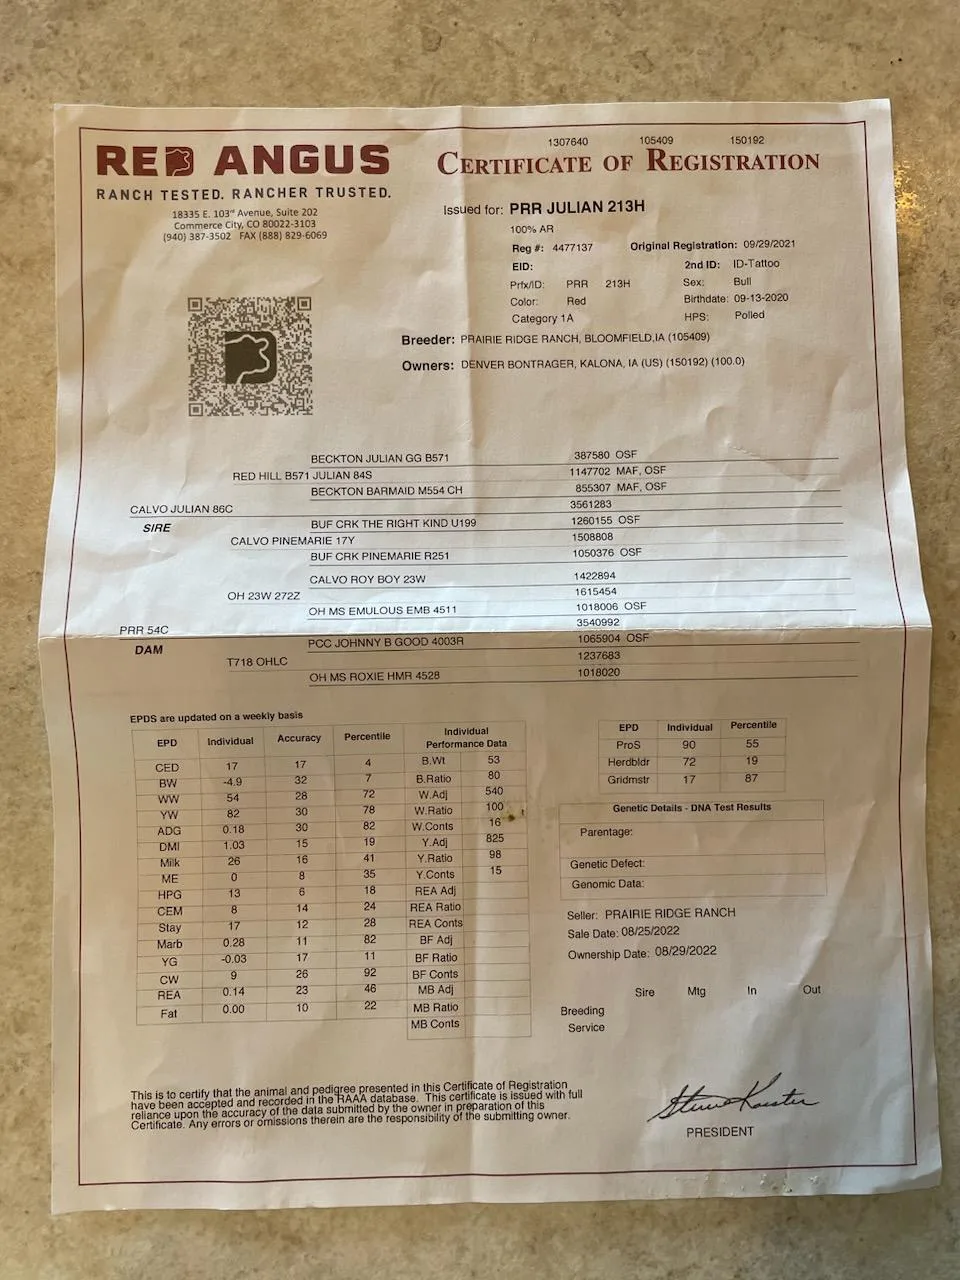 1307640 105409 150192
RED ANGUS
RANCH TESTED. RANCHER TRUSTED.
18335 E. 103rd Avenue, Suite 202
Commerce City, CO 80022-3103
(940) 387-3502 FAX (888) 829-6069
CERTIFICATE OF REGISTRATION
Issued for: PRR JULIAN 213H
100% AR
Reg #: 4477137 Original Registration: 09/29/2021
EID: 2nd ID: ID-Tattoo
Prfx/ID: PRR 213H Sex: Bull
Color: Red Birthdate: 09-13-2020
Category 1A HPS: Polled
Breeder: PRAIRIE RIDGE RANCH, BLOOMFIELD,IA (105409)
Owners: DENVER BONTRAGER, KALONA, IA (US) (150192) (100.0)
BECKTON JULIAN GG B571 387580 OSF
RED HILL B571 JULIAN 84S 1147702 MAF, OSF
BECKTON BARMAID M554 CH 855307 MAF, OSF
CALVO JULIAN 86C 3561283
SIRE
BUF CRK THE RIGHT KIND U199 1260155 OSF
CALVO PINEMARIE 17Y 1508808
BUF CRK PINEMARIE R251 1050376 OSF
CALVO ROY BOY 23W 1422894
OH 23W 272Z 1615454
OH MS EMULOUS EMB 4511 1018006 OSF
PRR 54C 3540992
DAM
PCC JOHNNY B GOOD 4003R 1065904 OSF
T718 OHLC 1237683
OH MS ROXIE HMR 4528 1018020
EPDS are updated on a weekly basis
EPD Individual Accuracy Percentile Individual Performance Data
CED 17 17 4 B.Wt 53
BW -4.9 32 7 B.Ratio 80
WW 54 28 72 W.Adj 540
YW 82 30 78 W.Ratio 100
ADG 0.18 30 82 W.Conts 16
DMI 1.03 15 19 Y.Adj 825
Milk 26 16 41 Y.Ratio 98
ME 0 8 35 Y.Conts 15
HPG 13 6 18 REA Adj
CEM 8 14 24 REA Ratio
Stay 17 12 28 REA Conts
Marb 0.28 11 82 BF Adj
YG -0.03 17 11 BF Ratio
CW 9 26 92 BF Conts
REA 0.14 23 46 MB Adj
Fat 0.00 10 22 MB Ratio
MB Conts
EPD Individual Percentile
ProS 90 55
Herdbldr 72 19
Gridmstr 17 87
Genetic Details - DNA Test Results
Parentage:
Genetic Defect:
Genomic Data:
Seller: PRAIRIE RIDGE RANCH
Sale Date: 08/25/2022
Ownership Date: 08/29/2022
Sire Mtg In Out
Breeding
Service
This is to certify that the animal and pedigree presented in this Certificate of Registration
have been accepted and recorded in the RAAA database. This certificate is issued with full
reliance upon the accuracy of the data submitted by the owner in preparation of this
Certificate. Any errors or omissions therein are the responsibility of the submitting owner.
PRESIDENT